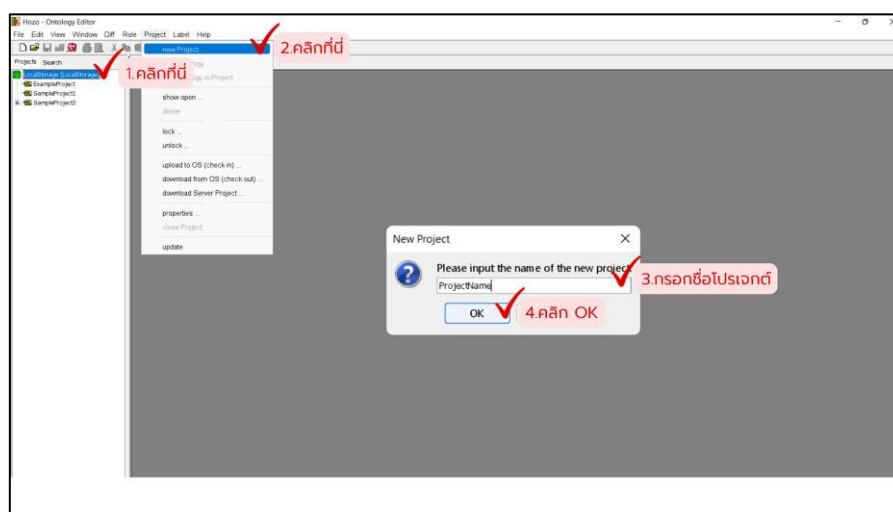 Hozo - Ontology Editor
File Edit View Window Diff Role Project Label Help
Projects Search
LocalStorage [LocalStorage]
ExampleProject
SampleProject1
SampleProject2
1.คลิกที่นี่
new Project
2.คลิกที่นี่
in Project
show open ...
delete
lock ...
unlock ...
upload to OS (check in) ...
download from OS (check out) ...
download Server Project ...
properties ...
close Project
update
New Project
Please input the name of the new project
ProjectName
3.กรอกชื่อโปรเจกต์
OK
4.คลิก OK